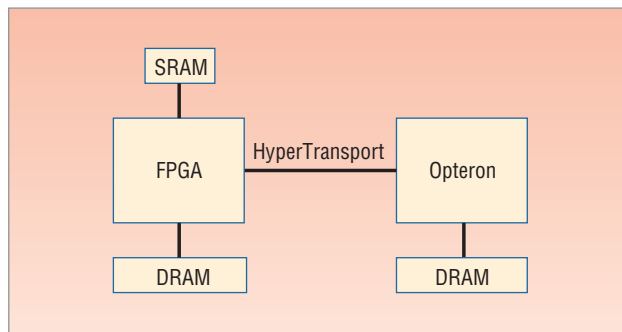 SRAM
FPGA
HyperTransport
Opteron
DRAM
DRAM